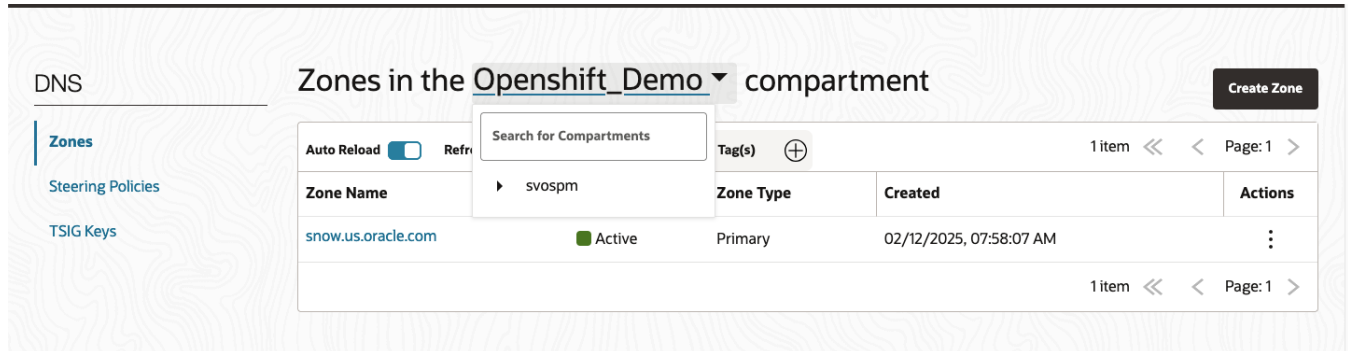 DNS
Zones
Steering Policies
TSIG Keys
Zones in the Openshift_Demo compartment
Create Zone
Search for Compartments
svospm
Auto Reload Tag(s) 1 item Page: 1
Zone Name Zone Type Created Actions
snow.us.oracle.com Active Primary 02/12/2025, 07:58:07 AM
1 item Page: 1